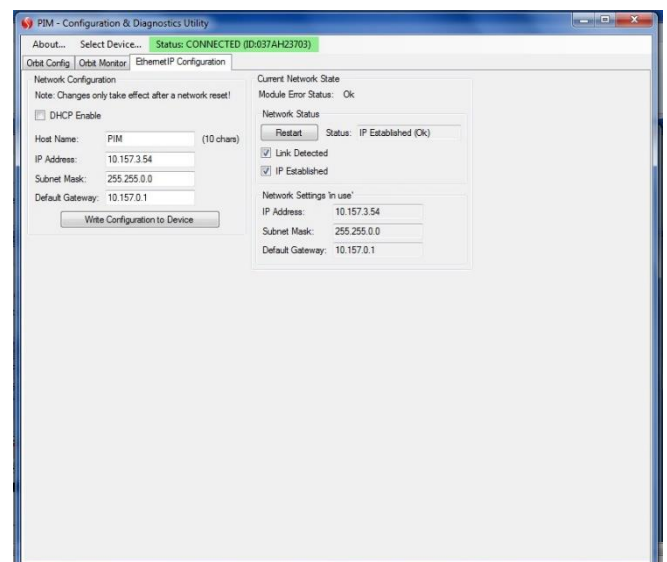 PIM - Configuration & Diagnostics Utility
About... Select Device... Status: CONNECTED (ID:037AH23703)
Orbit Config Orbit Monitor EthernetIP Configuration
Network Configuration
Note: Changes only take effect after a network reset!
DHCP Enable
Host Name: PIM (10 chars)
IP Address: 10.157.3.54
Subnet Mask: 255.255.0.0
Default Gateway: 10.157.0.1
Write Configuration to Device
Current Network State
Module Error Status: Ok
Network Status
Restart Status: IP Established (Ok)
Link Detected
IP Established
Network Settings 'in use'
IP Address: 10.157.3.54
Subnet Mask: 255.255.0.0
Default Gateway: 10.157.0.1